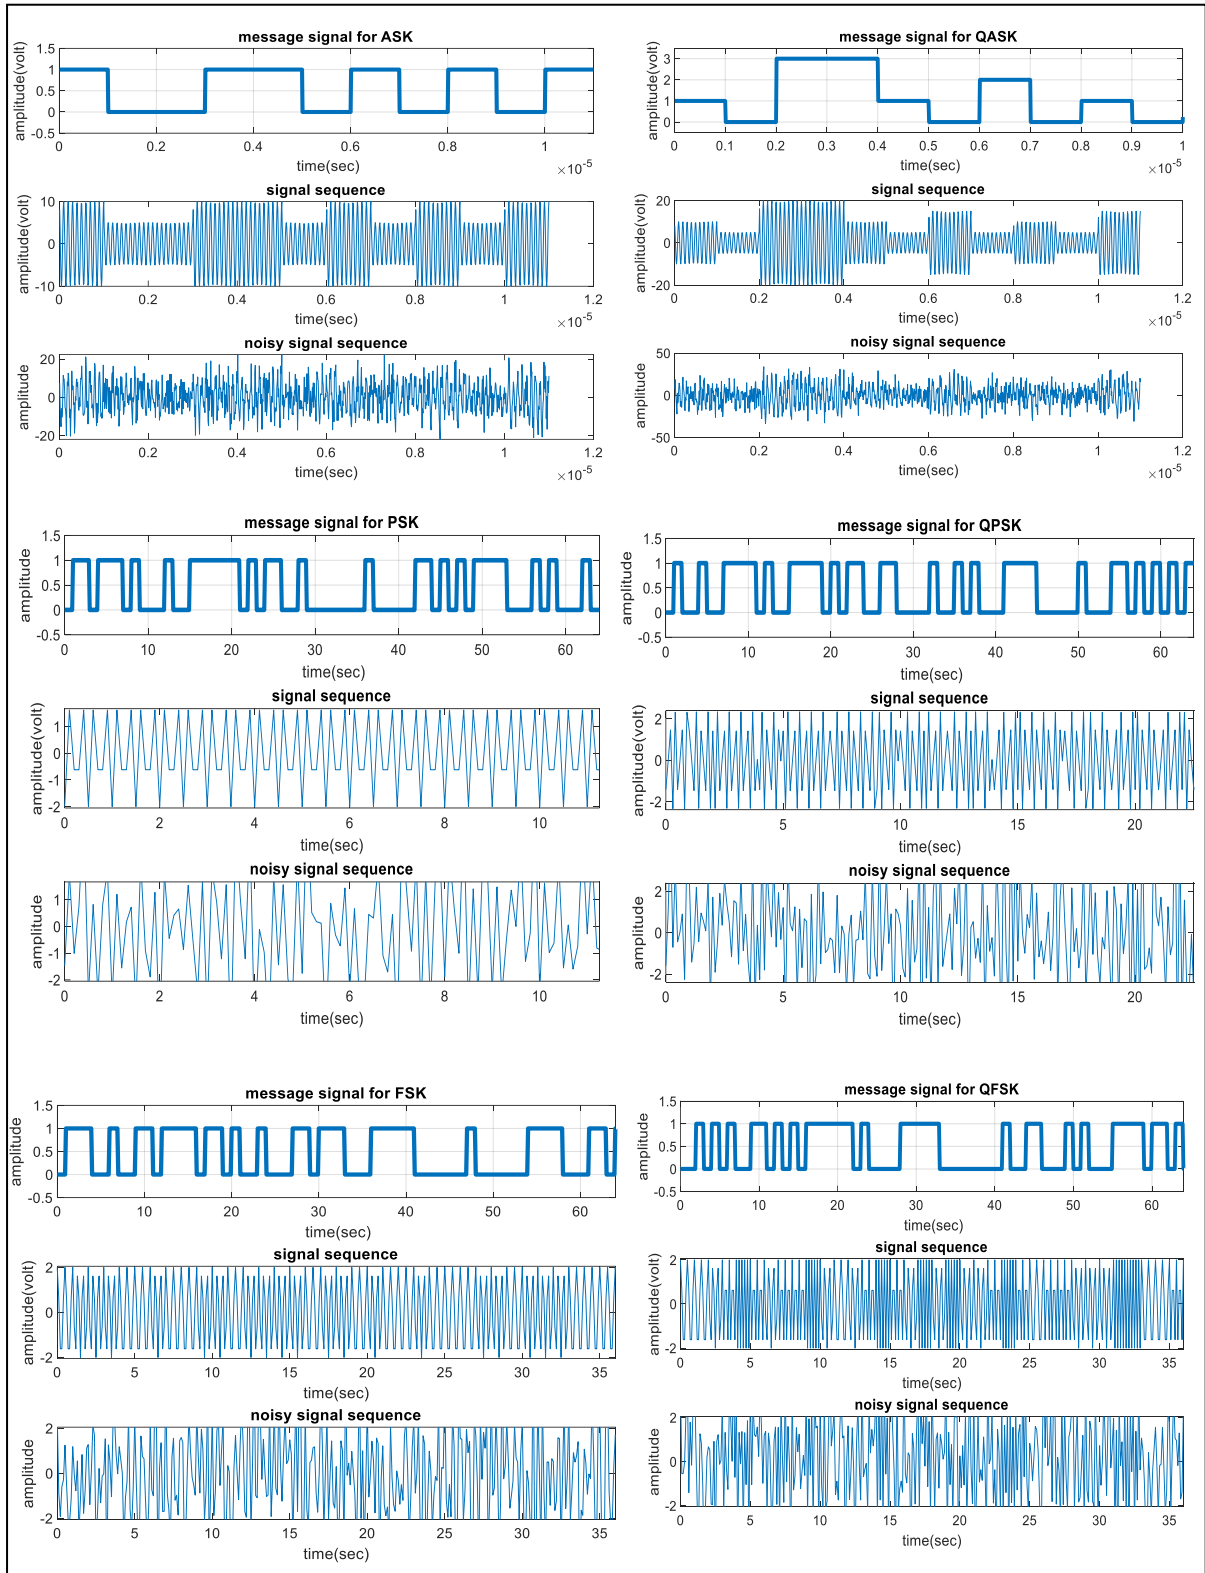 message signal for ASK
amplitude(volt)
1.5
1
0.5
0
-0.5
0 0.2 0.4 0.6 0.8 1
time(sec)
×10-5
signal sequence
amplitude(volt)
10
0
-10
0 0.2 0.4 0.6 0.8 1 1.2
time(sec)
×10-5
noisy signal sequence
amplitude
20
0
-20
0 0.2 0.4 0.6 0.8 1 1.2
time(sec)
×10-5
message signal for QASK
amplitude(volt)
3
2
1
0
0 0.1 0.2 0.3 0.4 0.5 0.6 0.7 0.8 0.9 1
time(sec)
×10-5
signal sequence
amplitude(volt)
20
0
-20
0 0.2 0.4 0.6 0.8 1 1.2
time(sec)
×10-5
noisy signal sequence
amplitude
50
0
-50
0 0.2 0.4 0.6 0.8 1 1.2
time(sec)
×10-5
message signal for PSK
amplitude
1.5
1
0.5
0
-0.5
0 10 20 30 40 50 60
time(sec)
signal sequence
amplitude(volt)
1
0
-1
-2
0 2 4 6 8 10
time(sec)
noisy signal sequence
amplitude
1
0
-1
-2
0 2 4 6 8 10
time(sec)
message signal for QPSK
amplitude
1.5
1
0.5
0
-0.5
0 10 20 30 40 50 60
time(sec)
signal sequence
amplitude(volt)
2
0
-2
0 5 10 15 20
time(sec)
noisy signal sequence
amplitude
2
0
-2
0 5 10 15 20
time(sec)
message signal for FSK
amplitude
1.5
1
0.5
0
-0.5
0 10 20 30 40 50 60
time(sec)
signal sequence
amplitude(volt)
2
0
-2
0 5 10 15 20 25 30 35
time(sec)
noisy signal sequence
amplitude
2
0
-2
0 5 10 15 20 25 30 35
time(sec)
message signal for QFSK
amplitude
1.5
1
0.5
0
-0.5
0 10 20 30 40 50 60
time(sec)
signal sequence
amplitude(volt)
2
0
-2
0 5 10 15 20 25 30 35
time(sec)
noisy signal sequence
amplitude
2
0
-2
0 5 10 15 20 25 30 35
time(sec)